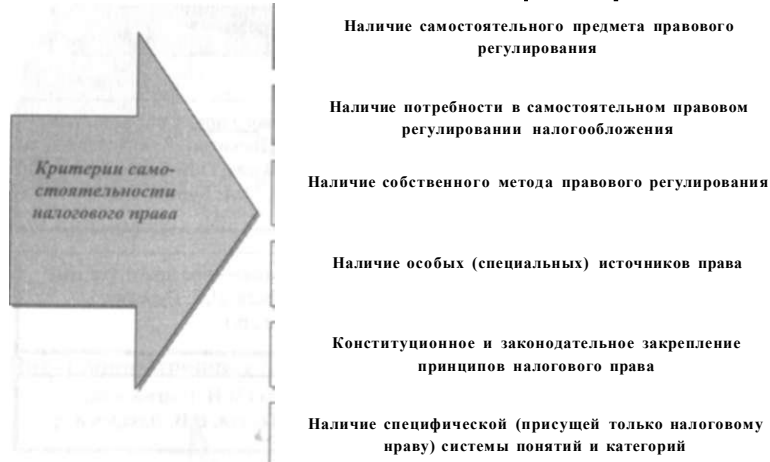 Критерии само-
стоятельности
налогового права
Наличие самостоятельного предмета правового
регулирования
Наличие потребности в самостоятельном правовом
регулировании налогообложения
Наличие собственного метода правового регулирования
Наличие особых (специальных) источников права
Конституционное и законодательное закрепление
принципов налогового права
Наличие специфической (присущей только налоговому
нраву) системы понятий и категорий